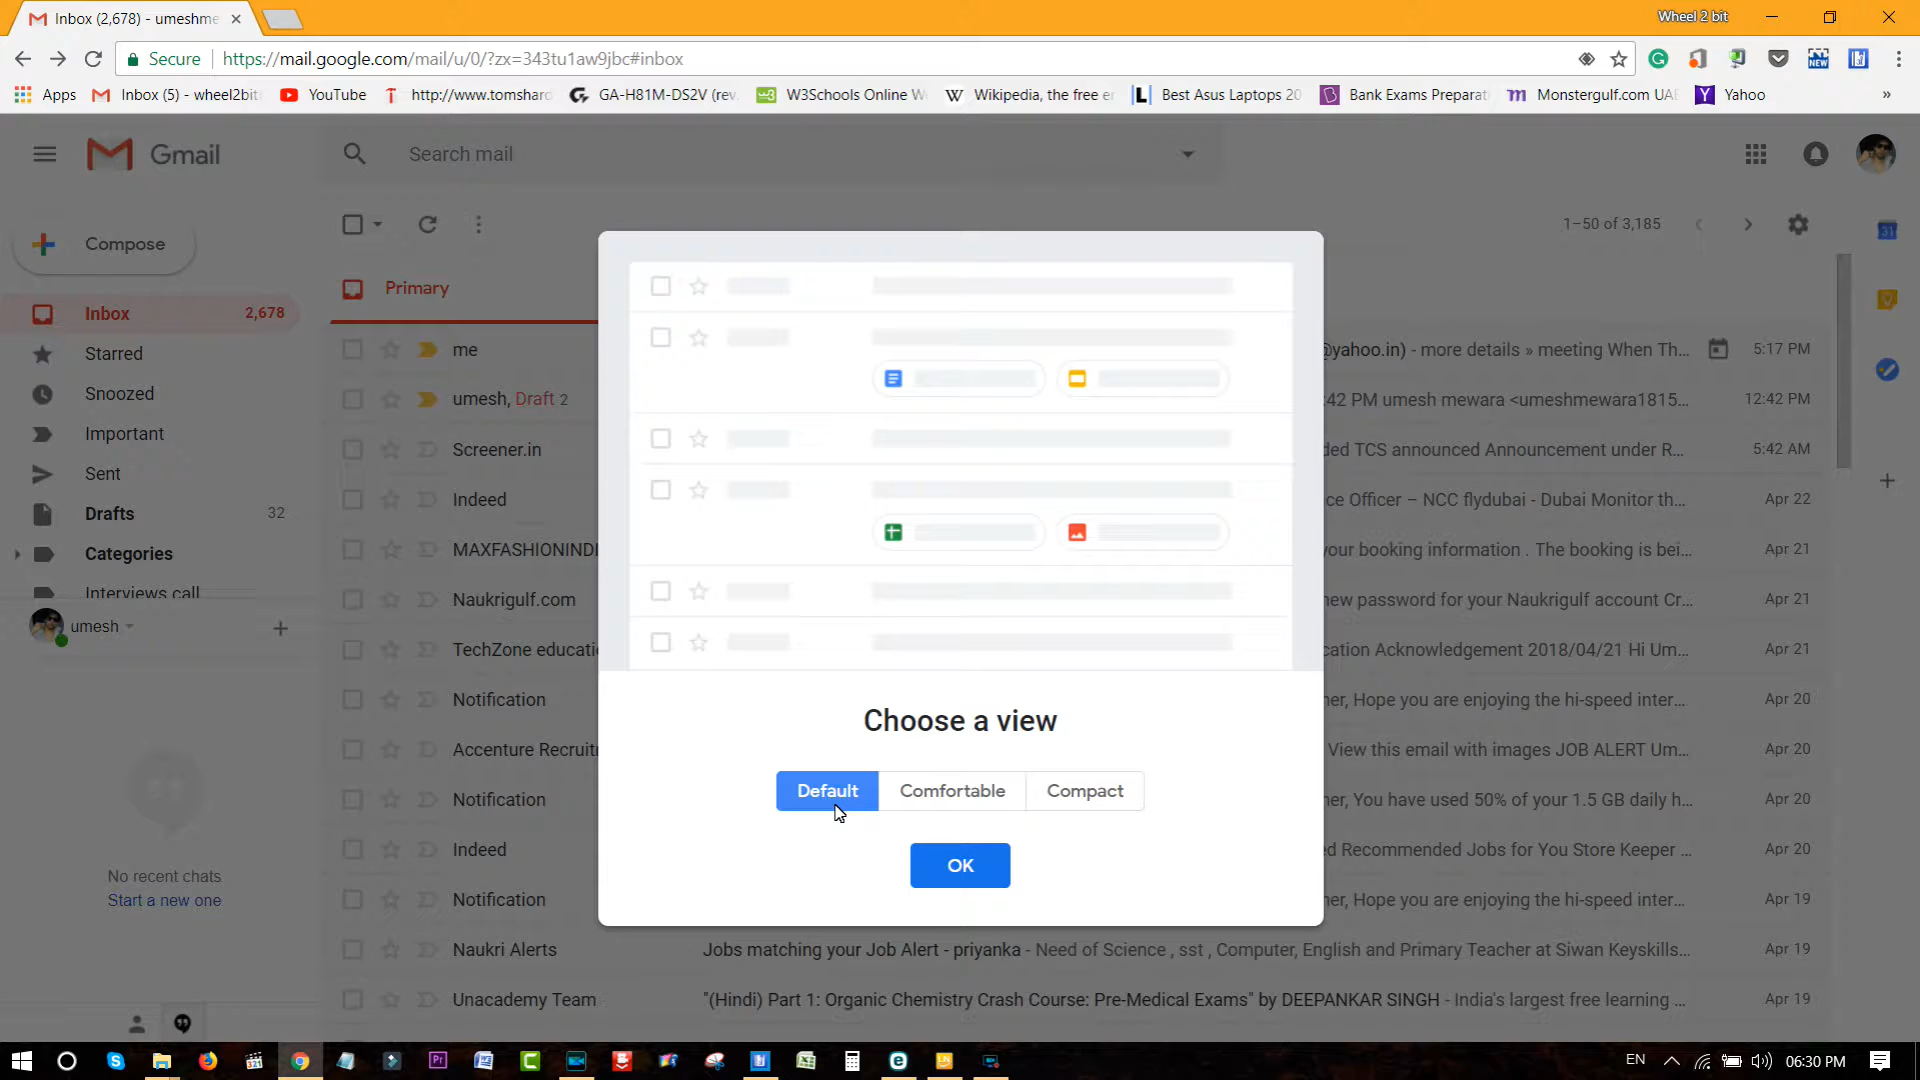 Inbox (2,678) - umeshme
Wheel 2 bit
Secure https://mail.google.com/mail/u/0/?zx=343tu1aw9jbc#inbox
NEW
Apps Inbox (5) - wheel2bit YouTube http://www.tomshard GA-H81M-DS2V (rev. W3Schools Online W Wikipedia, the free e Best Asus Laptops 20 Bank Exams Preparat Monstergulf.com UA Yahoo »
Gmail Search mail
Compose
1–50 of 3,185
31
Primary
Inbox 2,678
Starred
Snoozed
Important
Sent
Drafts 32
Categories
Interviews call
umesh
No recent chats
Start a new one
me @yahoo.in) - more details » meeting When Th... 5:17 PM
umesh, Draft 2 :42 PM umesh mewara <umeshmewara1815... 12:42 PM
Screener.in ded TCS announced Announcement under R... 5:42 AM
Indeed ce Officer – NCC flydubai - Dubai Monitor th... Apr 22
MAXFASHIONINDI your booking information . The booking is bei... Apr 21
Naukrigulf.com new password for your Naukrigulf account Cr... Apr 21
TechZone educati cation Acknowledgement 2018/04/21 Hi Um... Apr 21
Notification ner, Hope you are enjoying the hi-speed inter... Apr 20
Accenture Recruit View this email with images JOB ALERT Um... Apr 20
Notification ner, You have used 50% of your 1.5 GB daily h... Apr 20
Indeed ed Recommended Jobs for You Store Keeper ... Apr 20
Notification ner, Hope you are enjoying the hi-speed inter... Apr 19
Naukri Alerts Jobs matching your Job Alert - priyanka - Need of Science , sst , Computer, English and Primary Teacher at Siwan Keyskills... Apr 19
Unacademy Team "(Hindi) Part 1: Organic Chemistry Crash Course: Pre-Medical Exams" by DEEPANKAR SINGH - India's largest free learning ... Apr 19
Choose a view
Default Comfortable Compact
OK
EN 06:30 PM